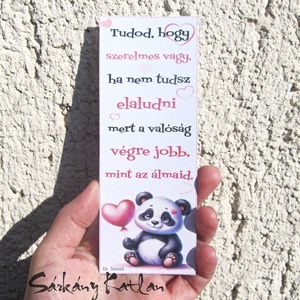 Tudod, hogy
szerelmes vagy,
ha nem tudsz
elaludni
mert a valóság
végre jobb,
mint az álmaid.
Dr. Seuss
Sárkány Katlan